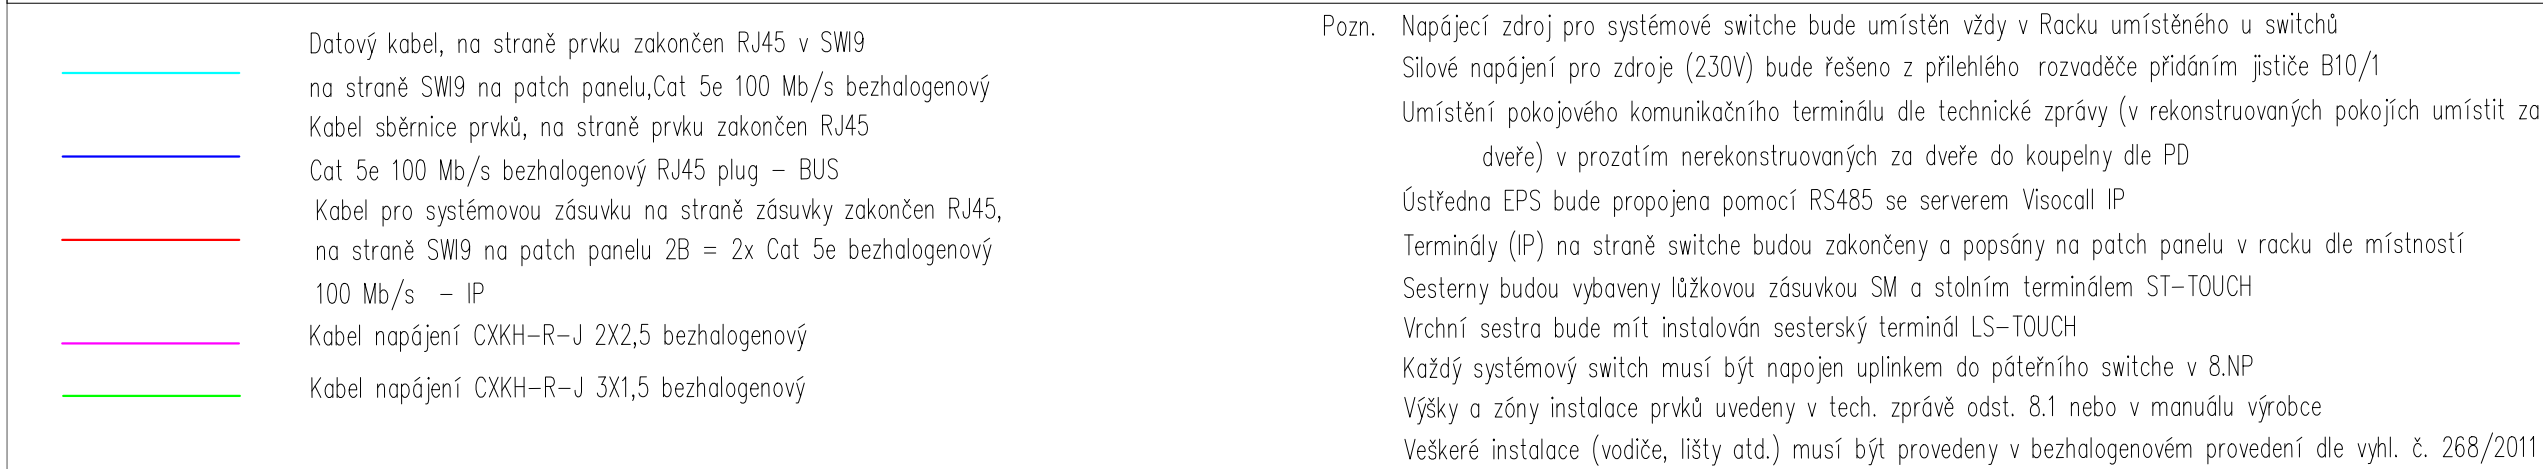 Datový kabel, na straně prvku zakončen RJ45 v SWI9
na straně SWI9 na patch panelu,Cat 5e 100 Mb/s bezhalogenový
Kabel sběrnice prvků, na straně prvku zakončen RJ45
Cat 5e 100 Mb/s bezhalogenový RJ45 plug – BUS
Kabel pro systémovou zásuvku na straně zásuvky zakončen RJ45,
na straně SWI9 na patch panelu 2B = 2x Cat 5e bezhalogenový
100 Mb/s – IP
Kabel napájení CXKH–R–J 2X2,5 bezhalogenový
Kabel napájení CXKH–R–J 3X1,5 bezhalogenový
Pozn. Napájecí zdroj pro systémové switche bude umístěn vždy v Racku umístěného u switchů
Silové napájení pro zdroje (230V) bude řešeno z přilehlého rozvaděče přidáním jističe B10/1
Umístění pokojového komunikačního terminálu dle technické zprávy (v rekonstruovaných pokojích umístit za
dveře) v prozatím nerekonstruovaných za dveře do koupelny dle PD
Ústředna EPS bude propojena pomocí RS485 se serverem Visocall IP
Terminály (IP) na straně switche budou zakončeny a popsány na patch panelu v racku dle místností
Sesterny budou vybaveny lůžkovou zásuvkou SM a stolním terminálem ST–TOUCH
Vrchní sestra bude mít instalován sesterský terminál LS–TOUCH
Každý systémový switch musí být napojen uplinkem do páteřního switche v 8.NP
Výšky a zóny instalace prvků uvedeny v tech. zprávě odst. 8.1 nebo v manuálu výrobce
Veškeré instalace (vodiče, lišty atd.) musí být provedeny v bezhalogenovém provedení dle vyhl. č. 268/2011